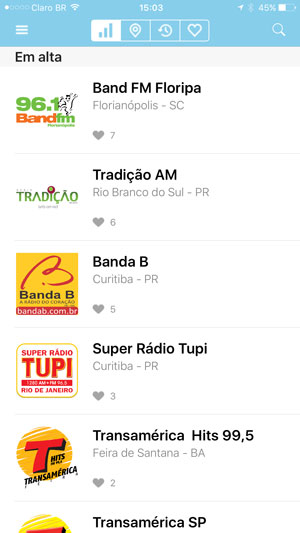 Claro BR 15:03 45%
Em alta
96.1
Bandfm
Florianópolis
Band FM Floripa
Florianópolis - SC
7
TRADIÇÃO
Tradição AM
Rio Branco do Sul - PR
6
Banda B
A RÁDIO DO CORAÇÃO
bandab.com.br
Banda B
Curitiba - PR
5
SUPER RÁDIO
TUPI
1280 AM • FM 96,5
RIO DE JANEIRO
Super Rádio Tupi
Curitiba - PR
3
T
HITS
TRANSAMÉRICA
Transamérica Hits 99,5
Feira de Santana - BA
2
T
HITS
Transamérica SP